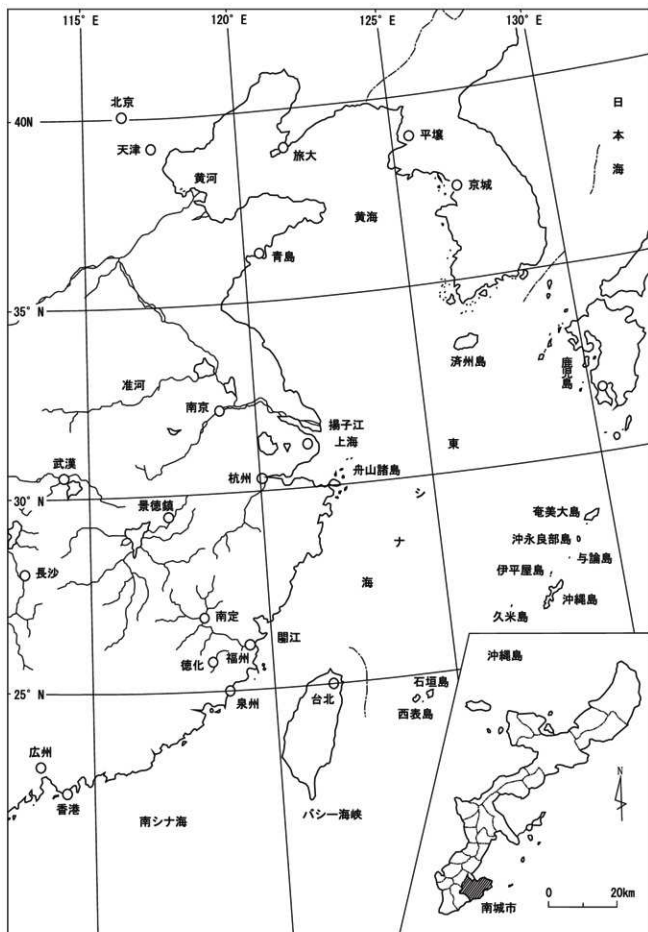 115° E
120° E
125° E
130° E
40N
北京
天津
旅大
平壌
日本海
黄河
黄海
京城
青島
35° N
済州島
鹿児島
准河
南京
揚子江
上海
東シナ海
武漢
杭州
舟山諸島
30° N
景徳鎮
奄美大島
沖永良部島
与論島
長沙
伊平屋島
沖縄島
南定
久米島
閩江
福州
徳化
沖縄島
25° N
泉州
台北
石垣島
西表島
広州
香港
南シナ海
バシー海峡
N
0 20km
南城市